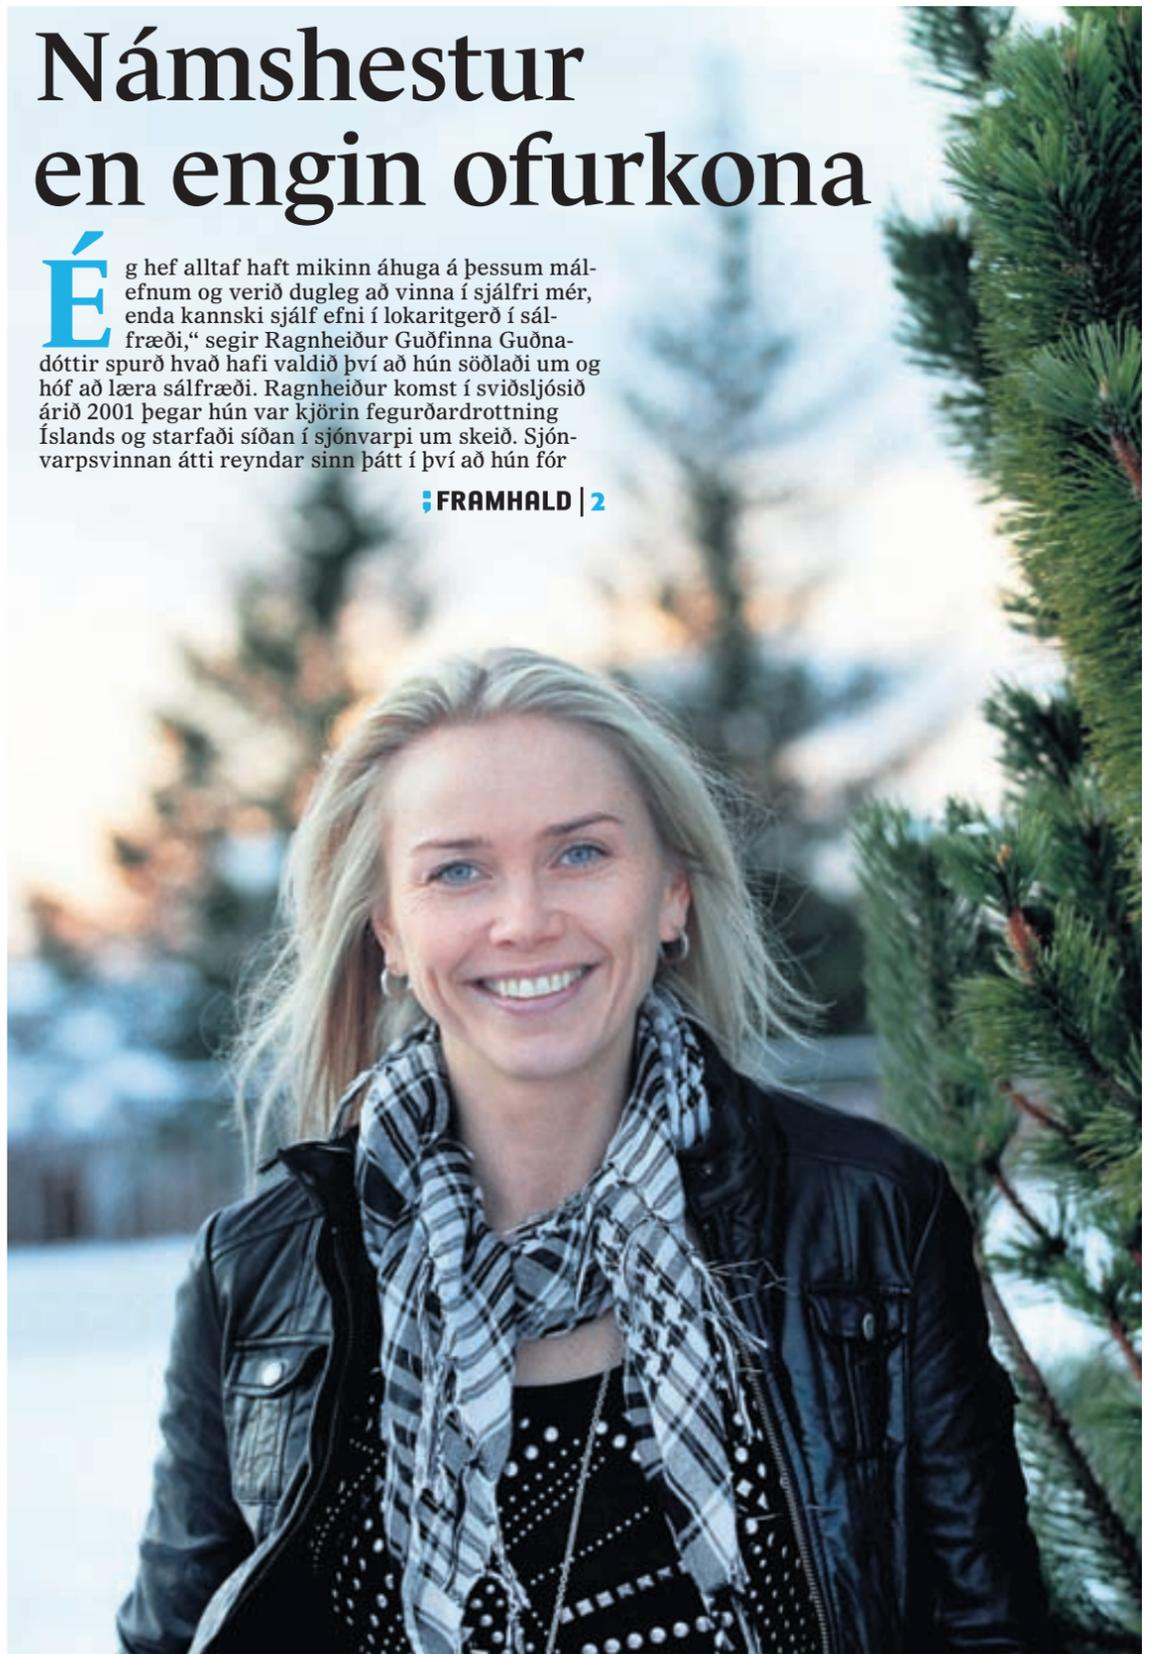 Námshestur
en engin ofurkona
Ég hef alltaf haft mikinn áhuga á þessum mál-
efnum og verið dugleg að vinna í sjálfri mér,
enda kannski sjálf efni í lokaritgerð í sál-
fræði,“ segir Ragnheiður Guðfinna Guðna-
dóttir spurð hvað hafi valdið því að hún söðlaði um og
hóf að læra sálfræði. Ragnheiður komst í sviðsljósið
árið 2001 þegar hún var kjörin fegurðardrottning
Íslands og starfaði síðan í sjónvarpi um skeið. Sjón-
varpsvinnan átti reyndar sinn þátt í því að hún fór
;FRAMHALD | 2